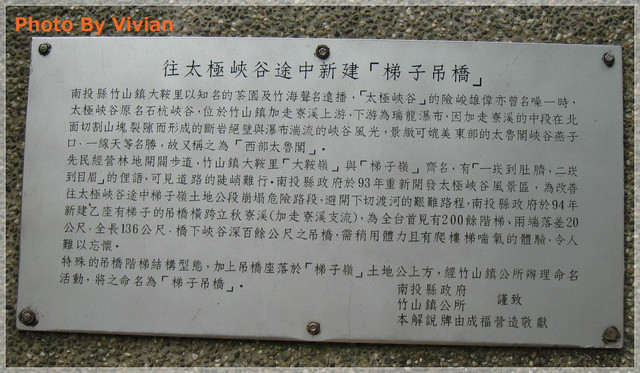 Photo By Vivian
往太極峽谷途中新建「梯子吊橋」
南投縣竹山鎮大鞍里以知名的茶園及竹海聲名遠播,「太極峽谷」的險峻雄偉亦曾名噪一時,
太極峽谷原名石杭峽谷,位於竹山鎮加走寮溪上游,下游為瑞龍瀑布,因加走寮溪的中段在北
面切割山塊裂隙而形成的斷岩絕壁與瀑布湍流的峽谷風光,景緻可媲美東部的太魯閣峽谷燕子
口、一線天等名勝,故又稱之為「西部太魯閣」。
先民經營林地開闢步道,竹山鎮大鞍里「大鞍嶺」與「梯子嶺」齊名,有「一崁到肚臍,二崁
到目眉」的俚語,可見道路的陡峭難行。南投縣政府於93年重新開發太極峽谷風景區,為改善
往太極峽谷途中梯子嶺土地公段崩塌危險路段,避開下切渡河的艱難路程,南投縣政府於94年
新建乙座有梯子的吊橋橫跨立秋寮溪(加走寮溪支流),為全台首見有200餘階梯、兩端落差20
公尺、全長136公尺、橋下峽谷深百餘公尺之吊橋,需稍用體力且有爬樓梯喘氣的體驗,令人
難以忘懷。
特殊的吊橋階梯結構型態,加上吊橋座落於「梯子嶺」土地公上方,經竹山鎮公所辦理命名
活動,將之命名為「梯子吊橋」。
南投縣政府
竹山鎮公所 謹致
本解說牌由成福營造敬獻